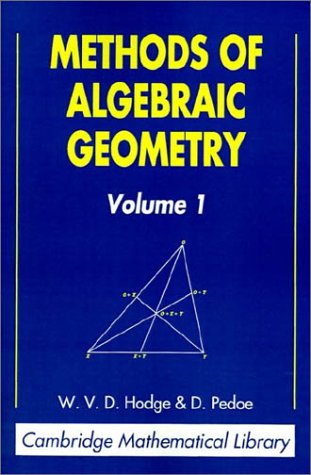 METHODS OF
ALGEBRAIC
GEOMETRY
Volume 1
O
O+X
O+Y
O+X+Y
X
X+Y
Y
W. V. D. Hodge & D. Pedoe
Cambridge Mathematical Library